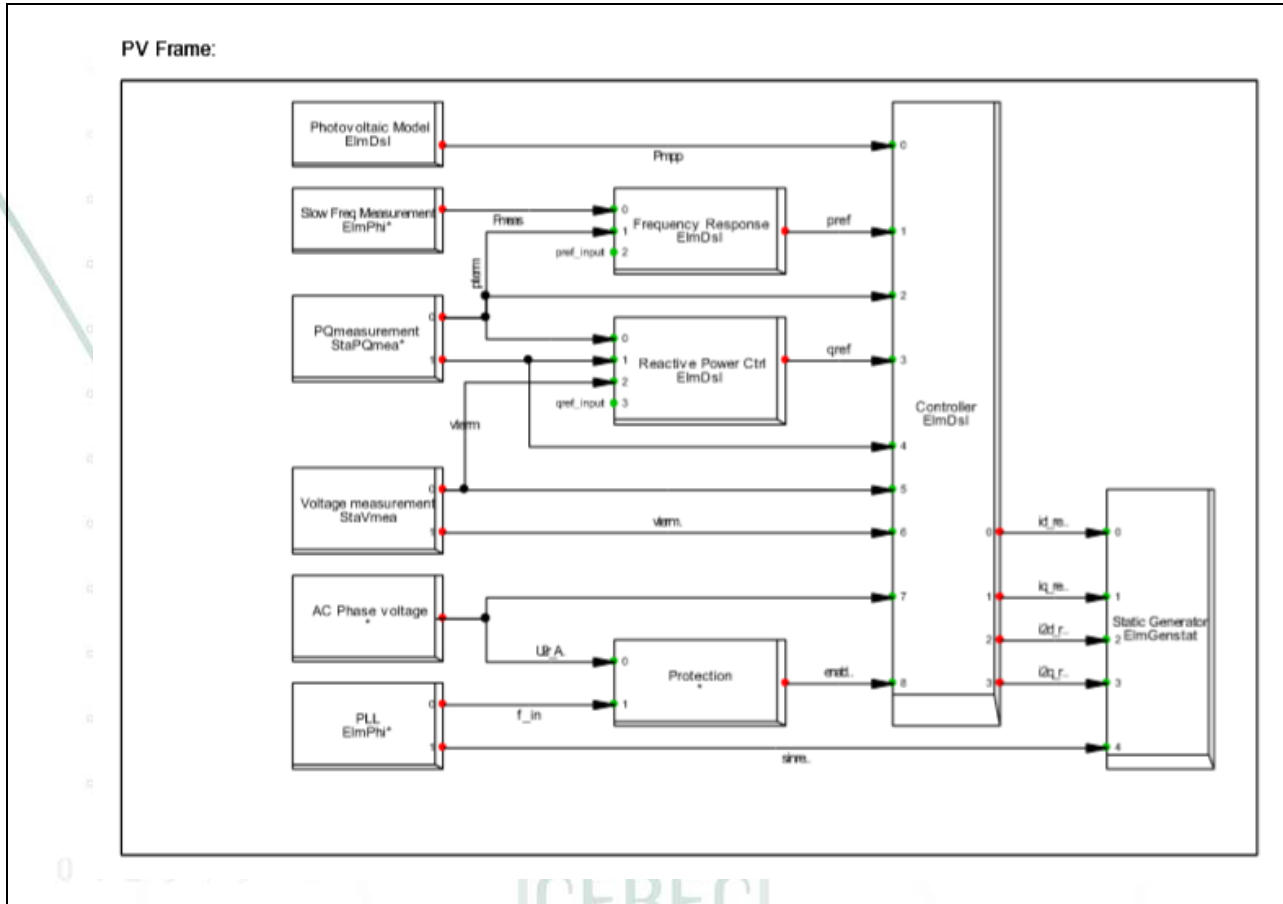 PV Frame:
Photovoltaic Model
ElmDsl
0
Pmpp
Slow Freq Measurement
ElmPhi*
0
Frequency Response
ElmDsl
Fmeas
1
pref_input
2
pref
1
pterm
2
PQmeasurement
StaPQmea*
0
1
0
1
2
Reactive Power Ctrl
ElmDsl
qref_input
3
qref
3
Controller
ElmDsl
vterm
4
Voltage measurement
StaVmea
0
1
5
vterm.
6
0
id_re..
0
AC Phase voltage
*
7
1
iq_re..
1
Static Generator
ElmGenstat
2
i2d_r..
2
0
Protection
*
1
enabl..
8
3
i2q_r..
3
PLL
ElmPhi*
0
1
f_in
sinre..
4